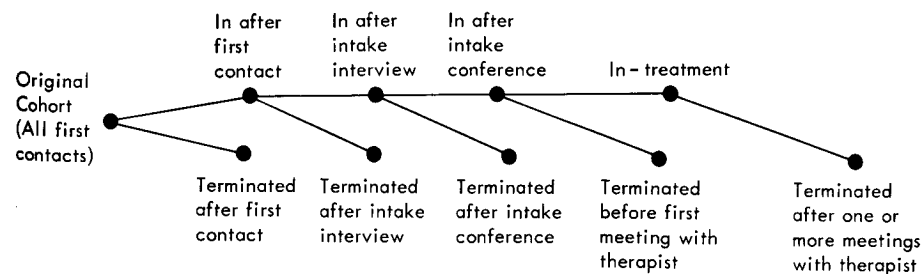 Original
Cohort
(All first
contacts)
In after
first
contact
In after
intake
interview
In after
intake
conference
In-treatment
Terminated
after first
contact
Terminated
after intake
interview
Terminated
after intake
conference
Terminated
before first
meeting with
therapist
Terminated
after one or
more meetings
with therapist